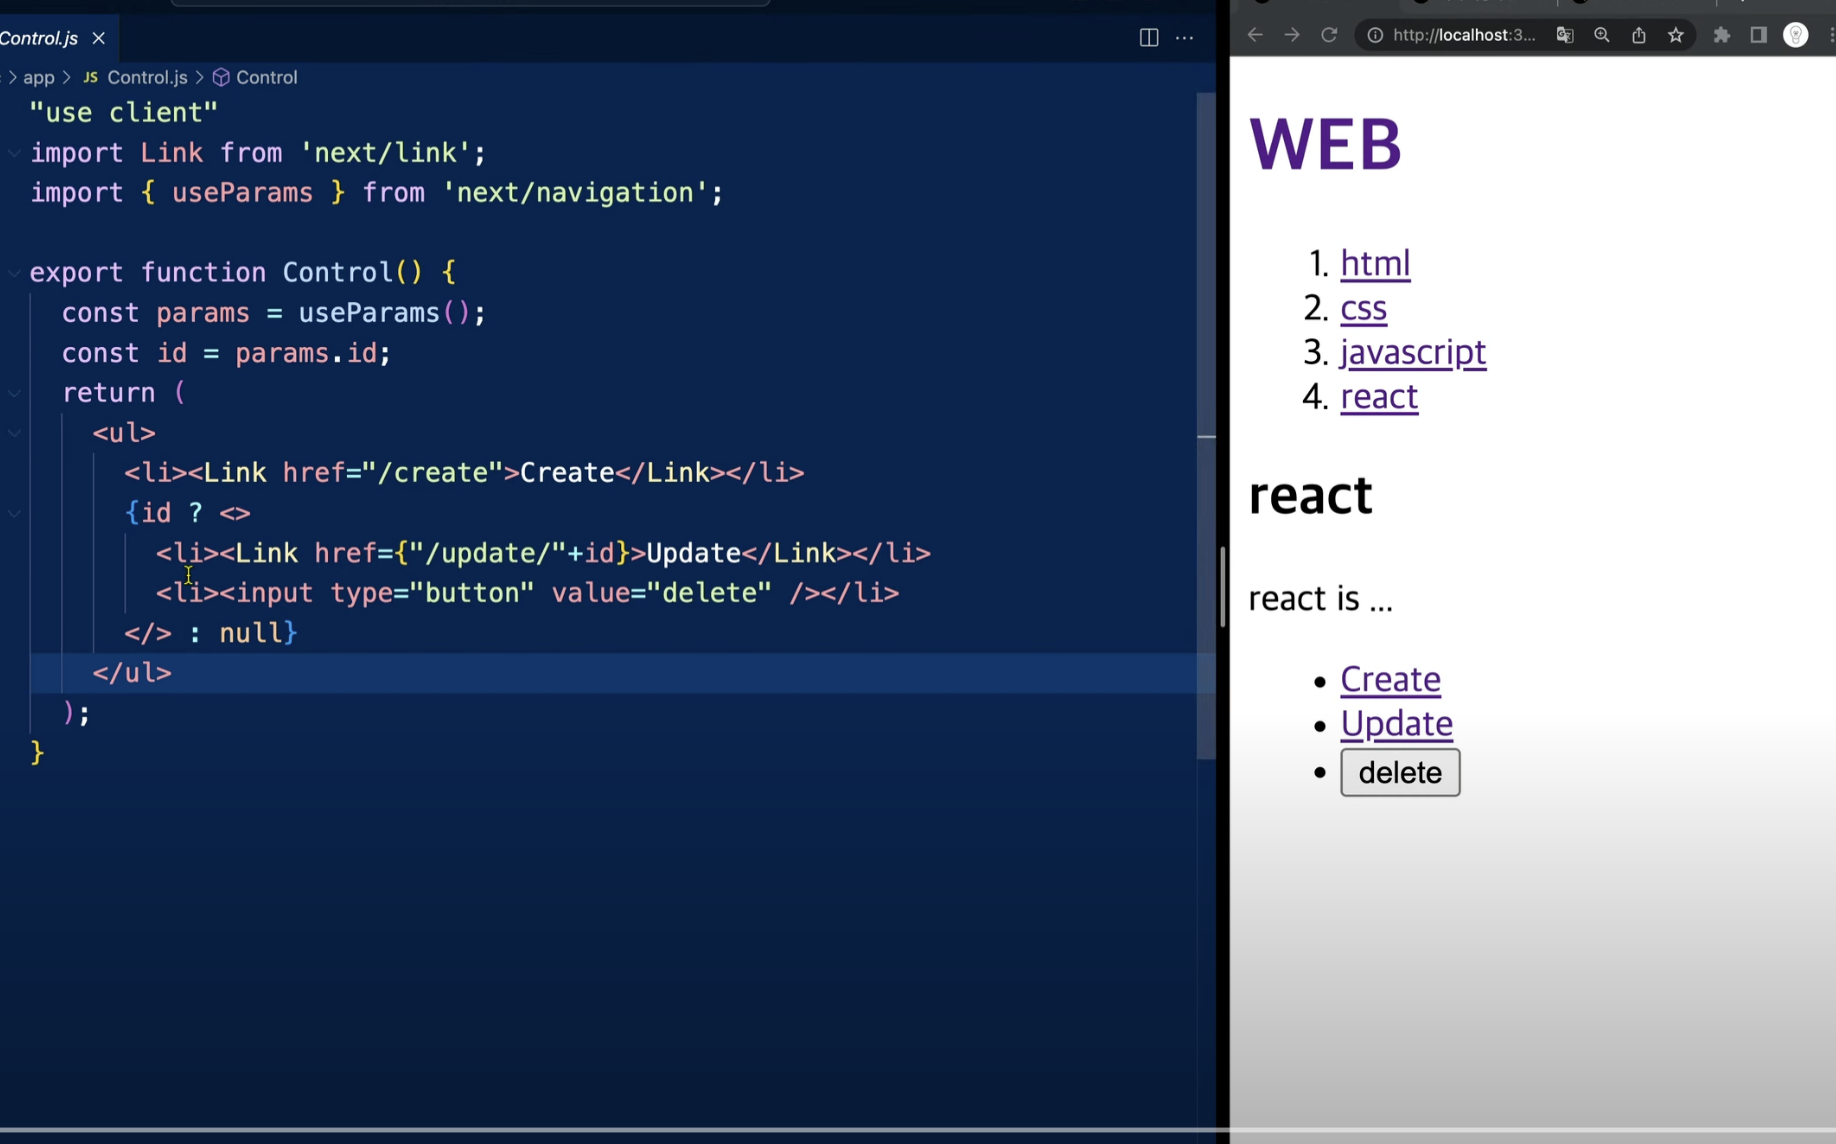 Control.js
app > JS Control.js > Control
"use client"
import Link from 'next/link';
import { useParams } from 'next/navigation';
export function Control() {
const params = useParams();
const id = params.id;
return (
<ul>
<li><Link href="/create">Create</Link></li>
{id ? <>
<li><Link href={"/update/"+id}>Update</Link></li>
<li><input type="button" value="delete" /></li>
</> : null}
</ul>
);
}
http://localhost:3...
WEB
1. html
2. css
3. javascript
4. react
react
react is ...
• Create
• Update
• delete